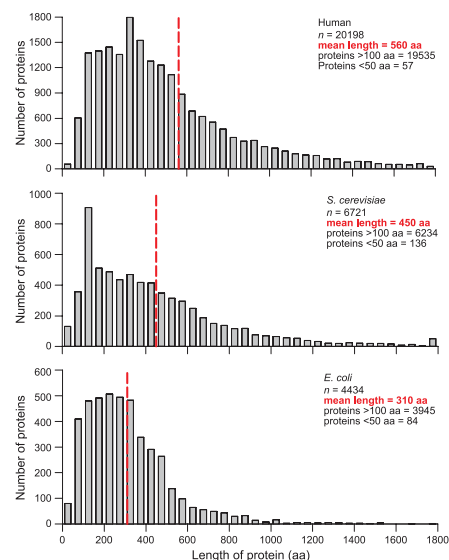 Human
n = 20198
mean length = 560 aa
proteins >100 aa = 19535
Proteins <50 aa = 57
Number of proteins
1800
1500
1200
900
600
300
0
S. cerevisiae
n = 6721
mean length = 450 aa
proteins >100 aa = 6234
proteins <50 aa = 136
Number of proteins
1000
800
600
400
200
0
E. coli
n = 4434
mean length = 310 aa
proteins >100 aa = 3945
proteins <50 aa = 84
Number of proteins
600
500
400
300
200
100
0
0 200 400 600 800 1000 1200 1400 1600 1800
Length of protein (aa)